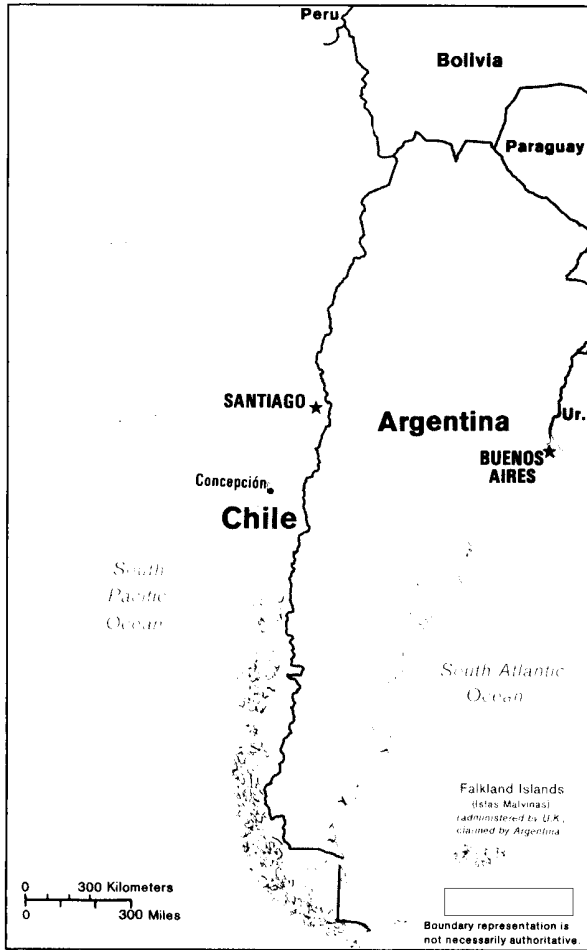 Peru
Bolivia
Paraguay
SANTIAGO
Argentina
Ur.
BUENOS
AIRES
Concepción
Chile
South
Pacific
Ocean
South Atlantic
Ocean
Falkland Islands
(Islas Malvinas)
(administered by U.K.,
claimed by Argentina
0 300 Kilometers
0 300 Miles
Boundary representation is
not necessarily authoritative